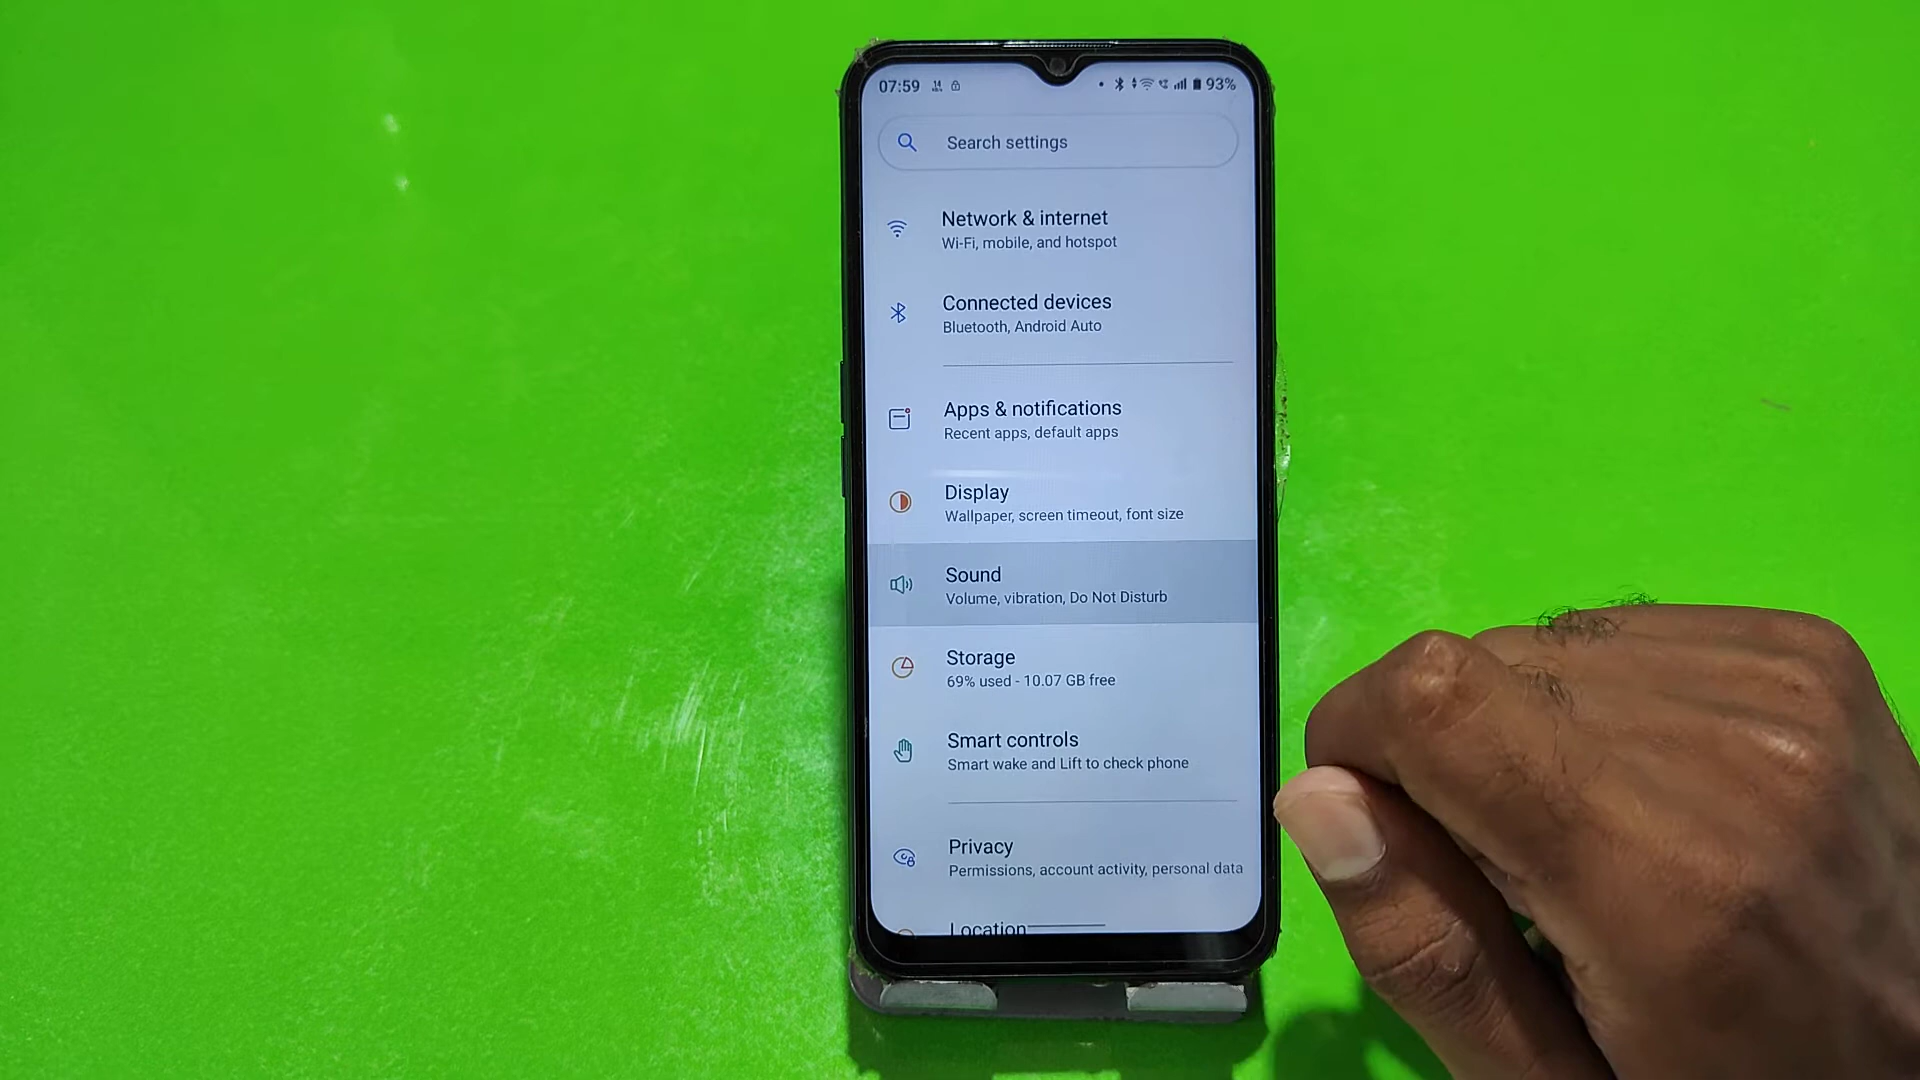 07:59
93%
Search settings
Network & internet
Wi-Fi, mobile, and hotspot
Connected devices
Bluetooth, Android Auto
Apps & notifications
Recent apps, default apps
Display
Wallpaper, screen timeout, font size
Sound
Volume, vibration, Do Not Disturb
Storage
69% used - 10.07 GB free
Smart controls
Smart wake and Lift to check phone
Privacy
Permissions, account activity, personal data
Location